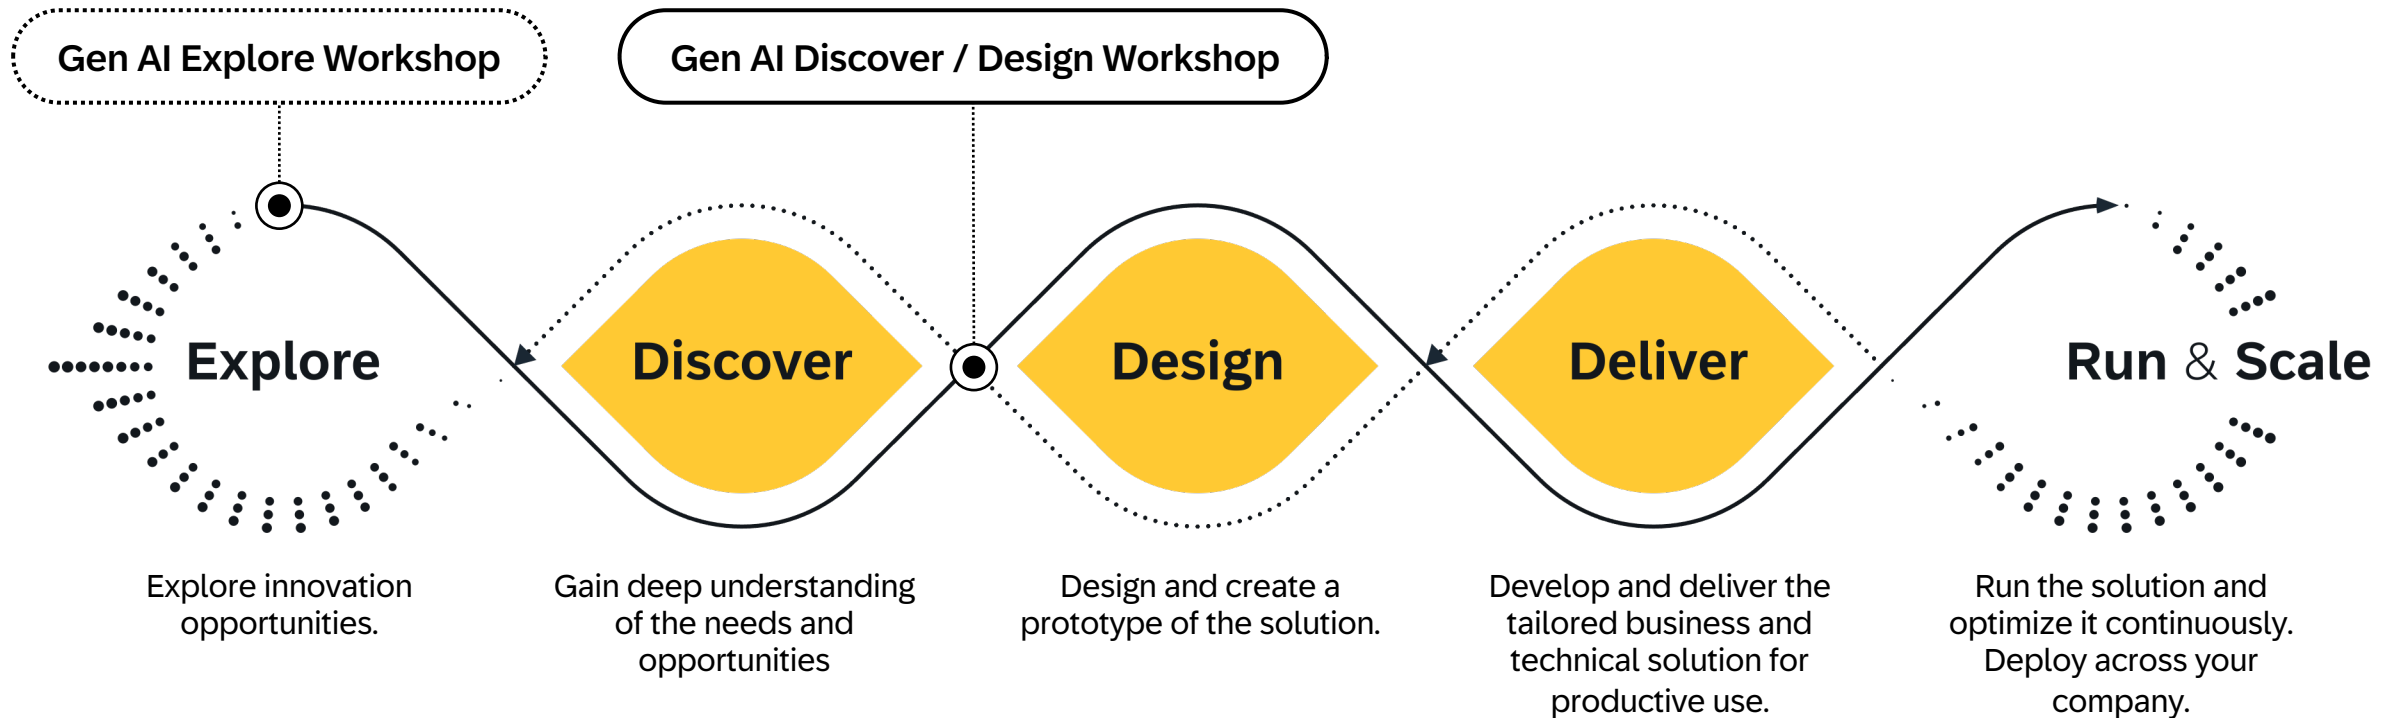 Gen AI Explore Workshop
Gen AI Discover / Design Workshop
Explore
Discover
Design
Deliver
Run & Scale
Explore innovation
opportunities.
Gain deep understanding
of the needs and
opportunities
Design and create a
prototype of the solution.
Develop and deliver the
tailored business and
technical solution for
productive use.
Run the solution and
optimize it continuously.
Deploy across your
company.